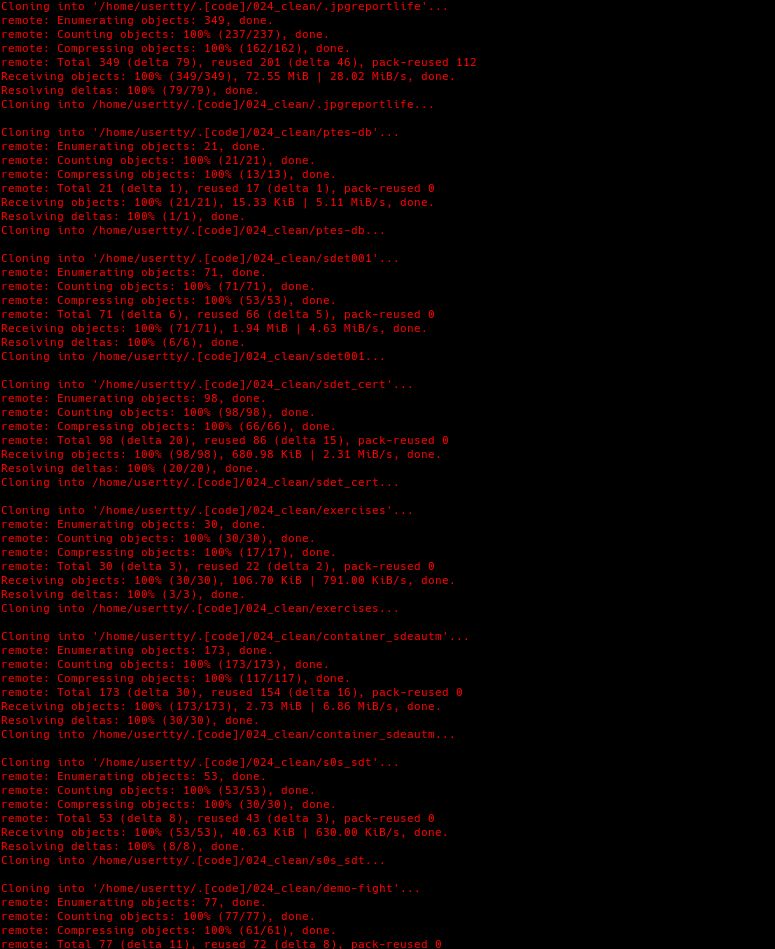 Cloning into '/home/usertty/.[code]/024_clean/.jpgreportlife'...
remote: Enumerating objects: 349, done.
remote: Counting objects: 100% (237/237), done.
remote: Compressing objects: 100% (162/162), done.
remote: Total 349 (delta 79), reused 201 (delta 46), pack-reused 112
Receiving objects: 100% (349/349), 72.55 MiB | 28.02 MiB/s, done.
Resolving deltas: 100% (79/79), done.
Cloning into /home/usertty/.[code]/024_clean/.jpgreportlife...
Cloning into '/home/usertty/.[code]/024_clean/ptes-db'...
remote: Enumerating objects: 21, done.
remote: Counting objects: 100% (21/21), done.
remote: Compressing objects: 100% (13/13), done.
remote: Total 21 (delta 1), reused 17 (delta 1), pack-reused 0
Receiving objects: 100% (21/21), 15.33 KiB | 5.11 MiB/s, done.
Resolving deltas: 100% (1/1), done.
Cloning into /home/usertty/.[code]/024_clean/ptes-db...
Cloning into '/home/usertty/.[code]/024_clean/sdet001'...
remote: Enumerating objects: 71, done.
remote: Counting objects: 100% (71/71), done.
remote: Compressing objects: 100% (53/53), done.
remote: Total 71 (delta 6), reused 66 (delta 5), pack-reused 0
Receiving objects: 100% (71/71), 1.94 MiB | 4.63 MiB/s, done.
Resolving deltas: 100% (6/6), done.
Cloning into /home/usertty/.[code]/024_clean/sdet001...
Cloning into '/home/usertty/.[code]/024_clean/sdet_cert'...
remote: Enumerating objects: 98, done.
remote: Counting objects: 100% (98/98), done.
remote: Compressing objects: 100% (66/66), done.
remote: Total 98 (delta 20), reused 86 (delta 15), pack-reused 0
Receiving objects: 100% (98/98), 680.98 KiB | 2.31 MiB/s, done.
Resolving deltas: 100% (20/20), done.
Cloning into /home/usertty/.[code]/024_clean/sdet_cert...
Cloning into '/home/usertty/.[code]/024_clean/exercises'...
remote: Enumerating objects: 30, done.
remote: Counting objects: 100% (30/30), done.
remote: Compressing objects: 100% (17/17), done.
remote: Total 30 (delta 3), reused 22 (delta 2), pack-reused 0
Receiving objects: 100% (30/30), 106.70 KiB | 791.00 KiB/s, done.
Resolving deltas: 100% (3/3), done.
Cloning into /home/usertty/.[code]/024_clean/exercises...
Cloning into '/home/usertty/.[code]/024_clean/container_sdeautm'...
remote: Enumerating objects: 173, done.
remote: Counting objects: 100% (173/173), done.
remote: Compressing objects: 100% (117/117), done.
remote: Total 173 (delta 30), reused 154 (delta 16), pack-reused 0
Receiving objects: 100% (173/173), 2.73 MiB | 6.86 MiB/s, done.
Resolving deltas: 100% (30/30), done.
Cloning into /home/usertty/.[code]/024_clean/container_sdeautm...
Cloning into '/home/usertty/.[code]/024_clean/s0s_sdt'...
remote: Enumerating objects: 53, done.
remote: Counting objects: 100% (53/53), done.
remote: Compressing objects: 100% (30/30), done.
remote: Total 53 (delta 8), reused 43 (delta 3), pack-reused 0
Receiving objects: 100% (53/53), 40.63 KiB | 630.00 KiB/s, done.
Resolving deltas: 100% (8/8), done.
Cloning into /home/usertty/.[code]/024_clean/s0s_sdt...
Cloning into '/home/usertty/.[code]/024_clean/demo-fight'...
remote: Enumerating objects: 77, done.
remote: Counting objects: 100% (77/77), done.
remote: Compressing objects: 100% (61/61), done.
remote: Total 77 (delta 11), reused 72 (delta 8), pack-reused 0